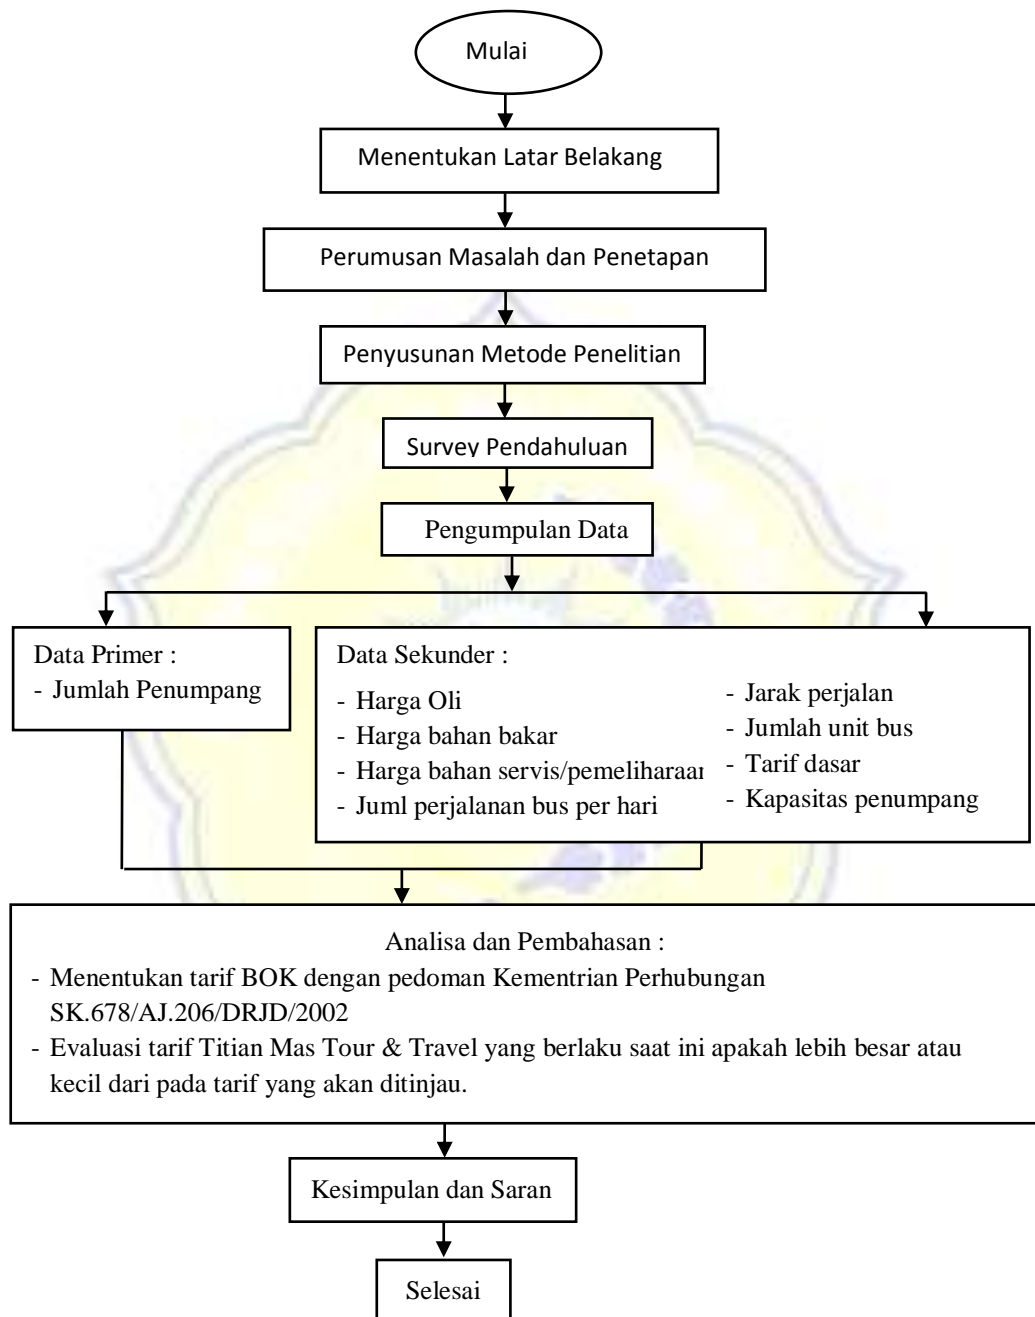 Mulai
Menentukan Latar Belakang
Perumusan Masalah dan Penetapan
Penyusunan Metode Penelitian
Survey Pendahuluan
Pengumpulan Data
Data Primer :
- Jumlah Penumpang
Data Sekunder :
- Harga Oli
- Harga bahan bakar
- Harga bahan servis/pemeliharaan
- Juml perjalanan bus per hari
- Jarak perjalan
- Jumlah unit bus
- Tarif dasar
- Kapasitas penumpang
Analisa dan Pembahasan :
- Menentukan tarif BOK dengan pedoman Kementrian Perhubungan
SK.678/AJ.206/DRJD/2002
- Evaluasi tarif Titian Mas Tour & Travel yang berlaku saat ini apakah lebih besar atau
kecil dari pada tarif yang akan ditinjau.
Kesimpulan dan Saran
Selesai